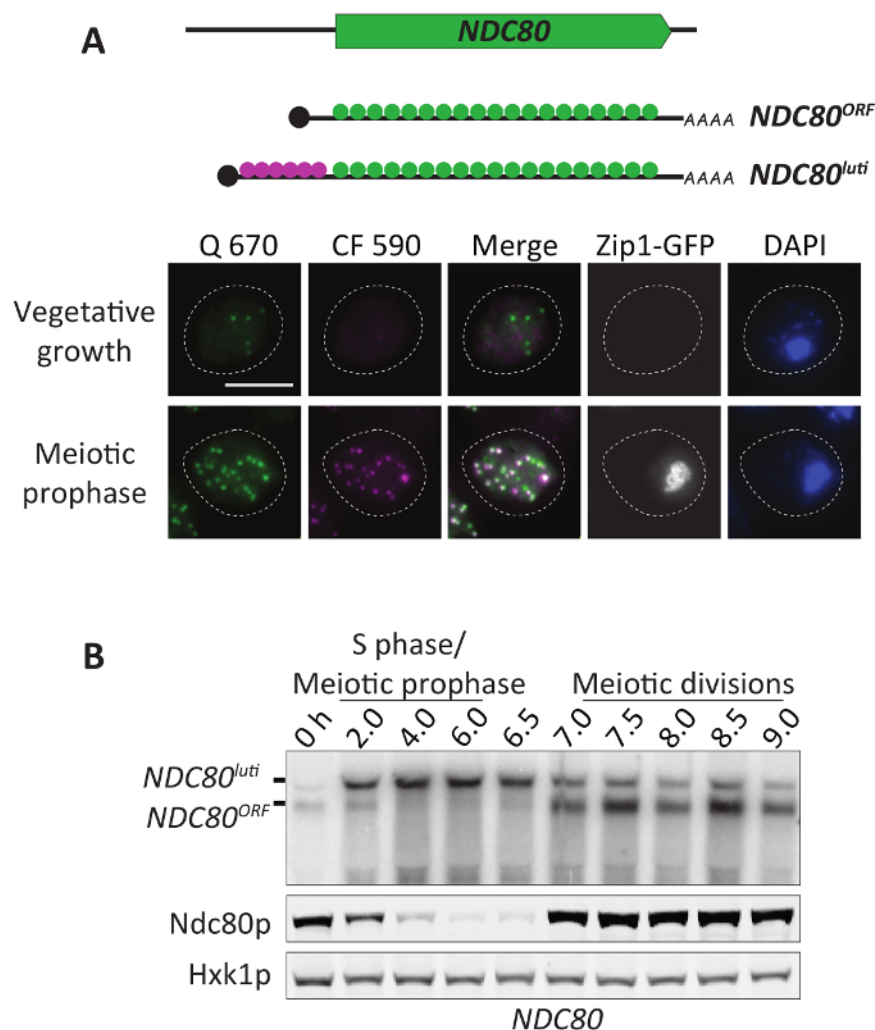 A
NDC80
AAAA NDC80ORF
AAAA NDC80luti
Q 670 CF 590 Merge Zip1-GFP DAPI
Vegetative
growth
Meiotic
prophase
B
S phase/
Meiotic prophase Meiotic divisions
0 h 2.0 4.0 6.0 6.5 7.0 7.5 8.0 8.5 9.0
NDC80luti
NDC80ORF
Ndc80p
Hxk1p
NDC80